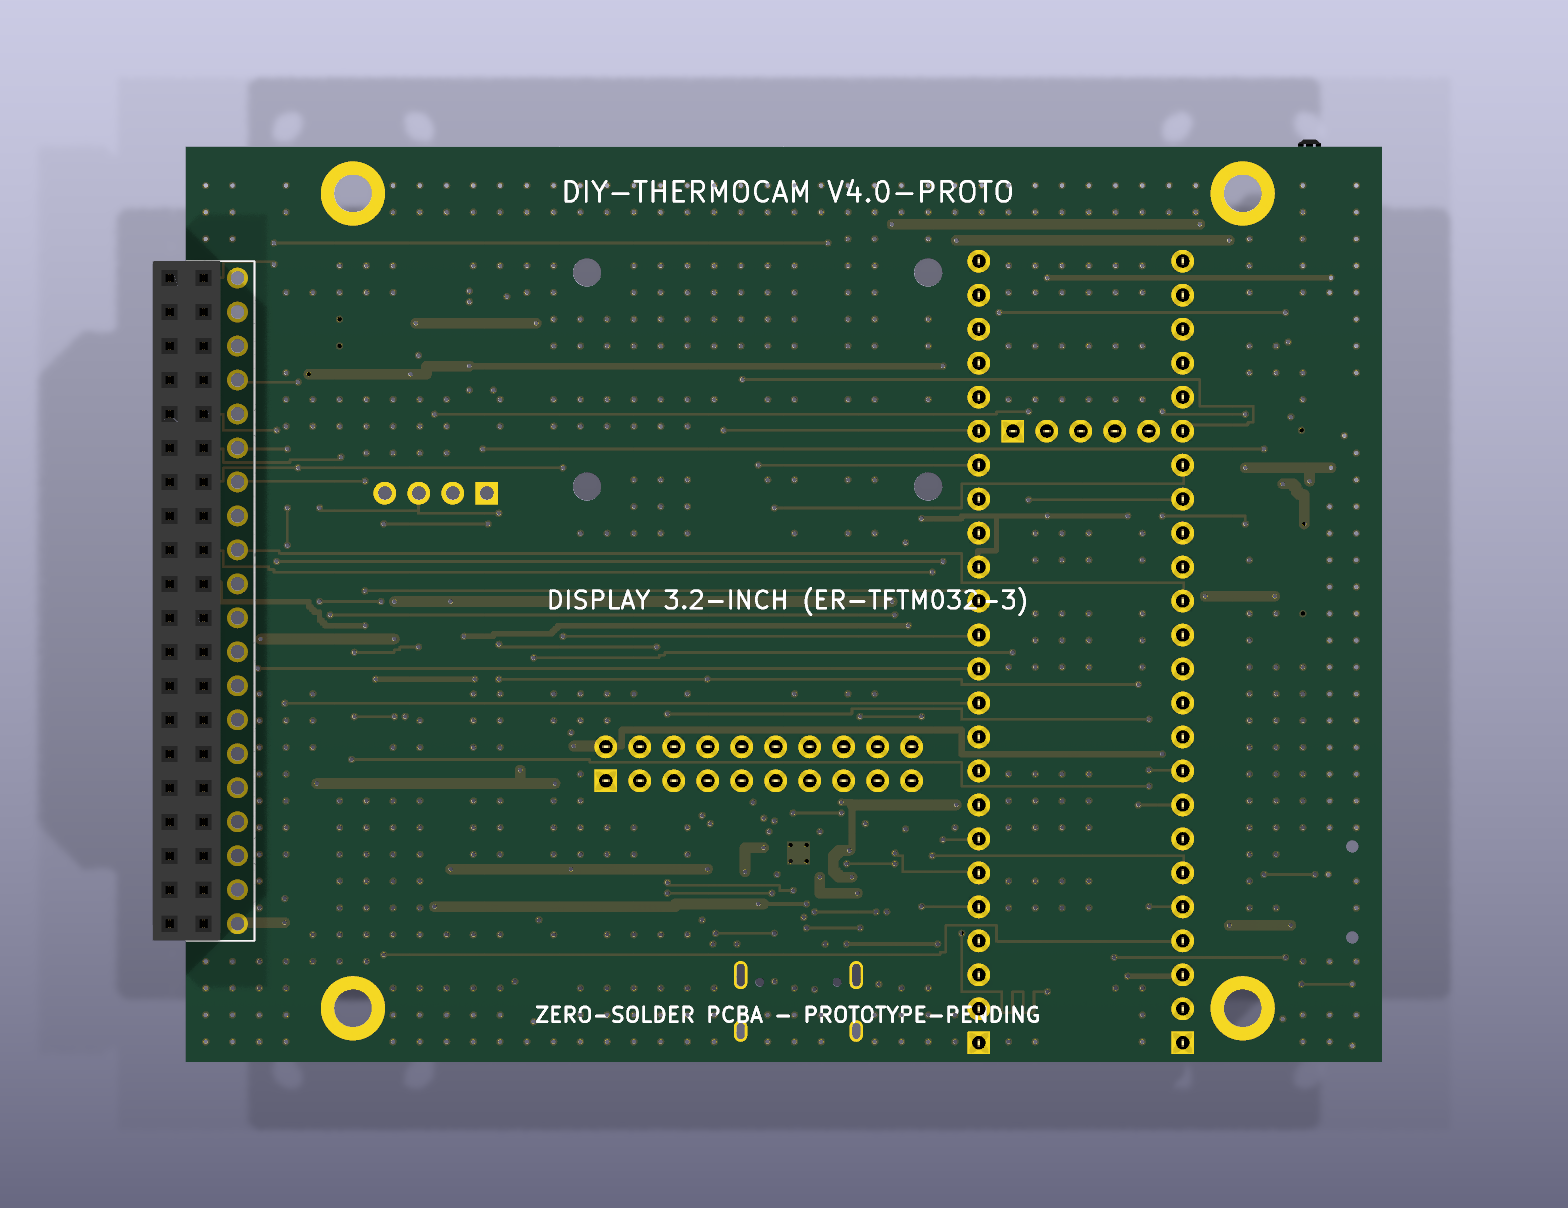 DIY-THERMOCAM V4.0-PROTO
DISPLAY 3.2-INCH (ER-TFTM032-3)
ZERO-SOLDER PCBA - PROTOTYPE-PENDING